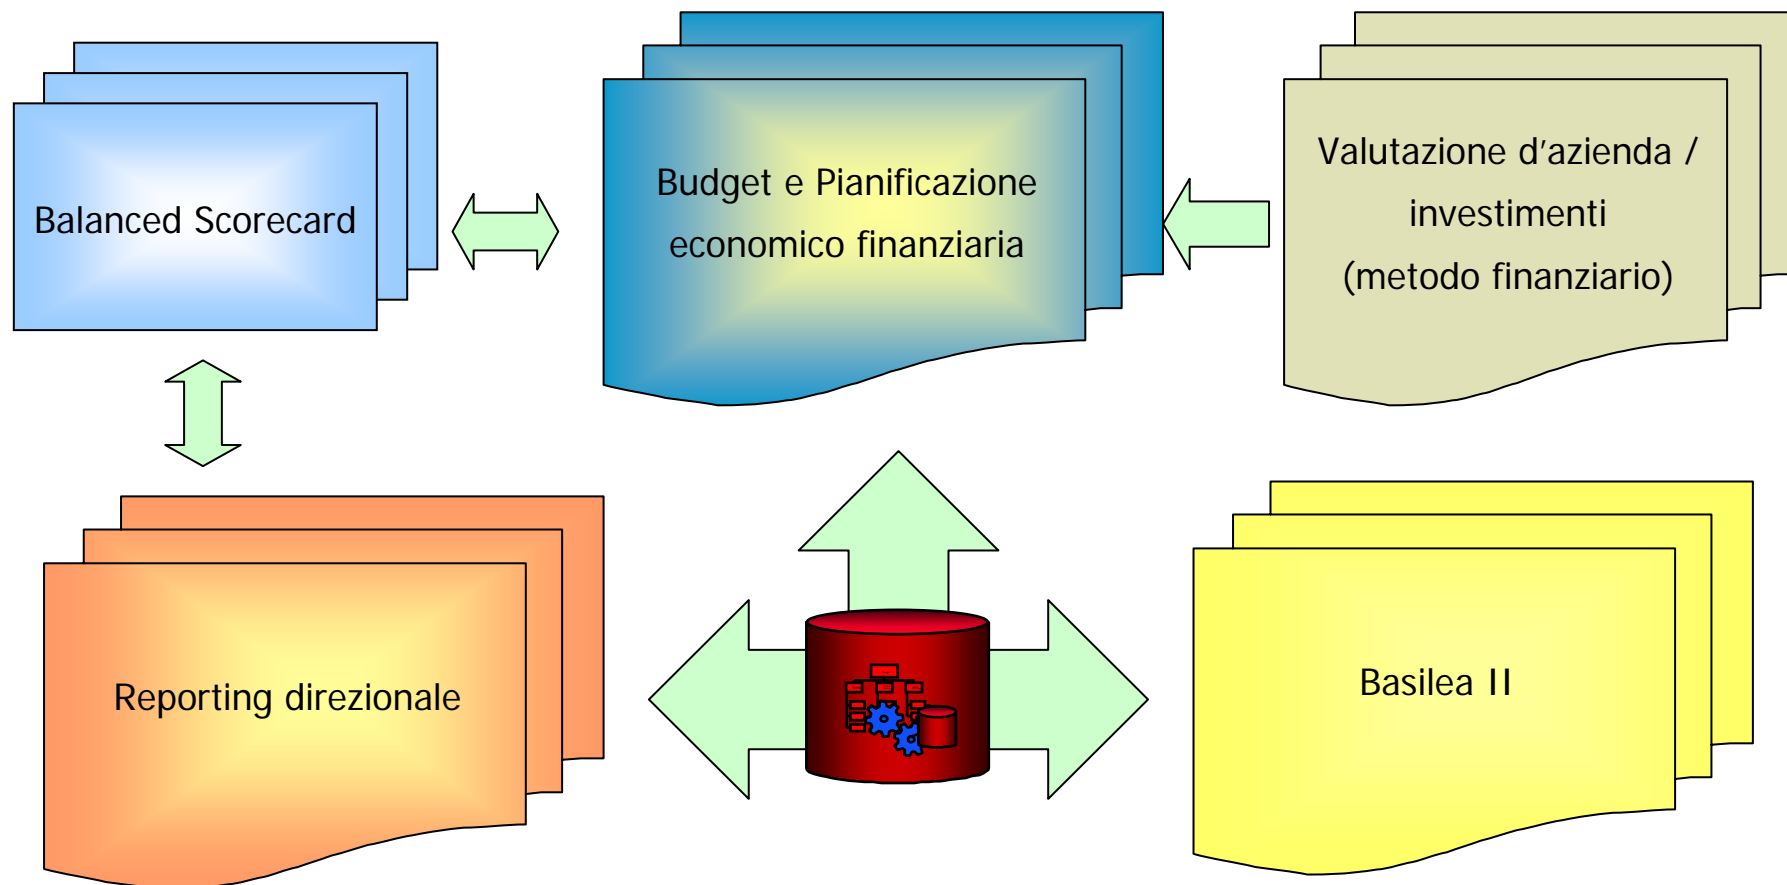 Balanced Scorecard
Budget e Pianificazione
economico finanziaria
Valutazione d'azienda /
investimenti
(metodo finanziario)
Reporting direzionale
Basilea II